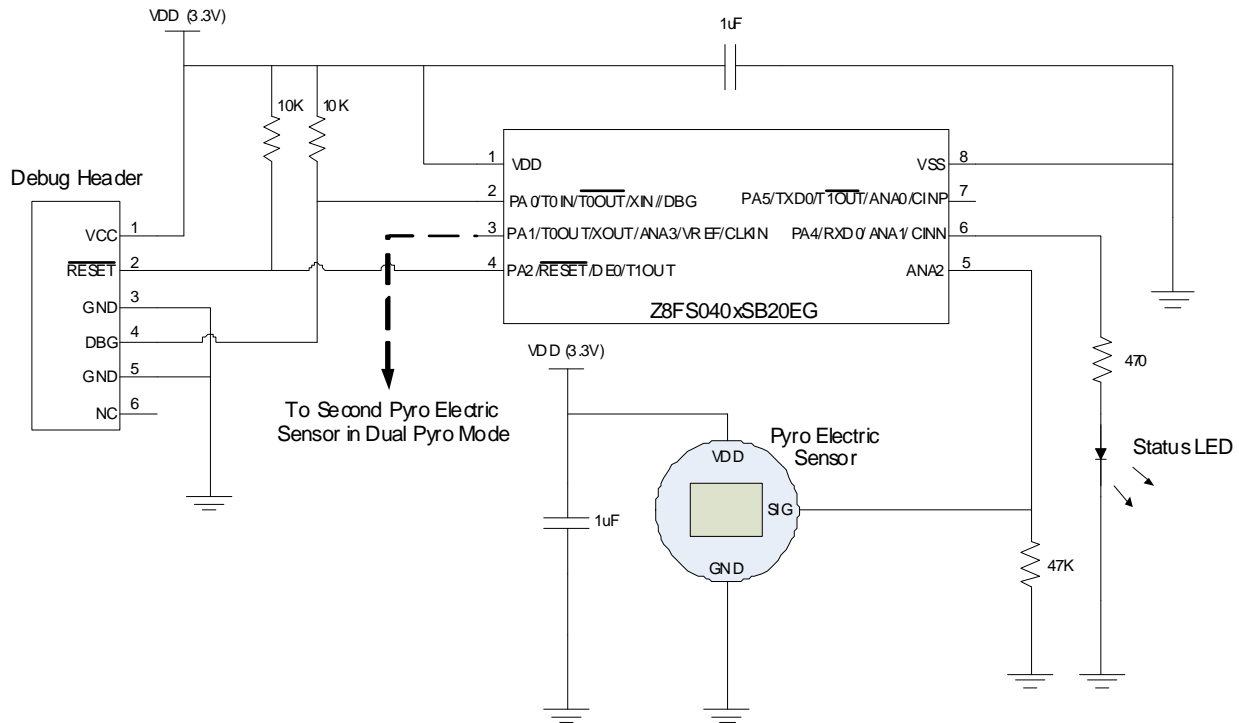 VDD (3.3V)
1uF
10K
10K
1
VDD
VSS
8
Debug Header
2
PA0/T0IN/T0OUT/XIN//DBG
PA5/TXD0/T1OUT/ANA0/CINP
7
VCC
1
3
PA1/T0OUT/XOUT/ANA3/VREF/CLKIN
PA4/RXD0/ANA1/CINN
6
RESET
2
4
PA2/RESET/DE0/T1OUT
ANA2
5
GND
3
Z8FS040xSB20EG
DBG
4
VDD (3.3V)
470
GND
5
NC
6
To Second Pyro Electric
Sensor in Dual Pyro Mode
Pyro Electric
Sensor
Status LED
VDD
SIG
1uF
GND
47K